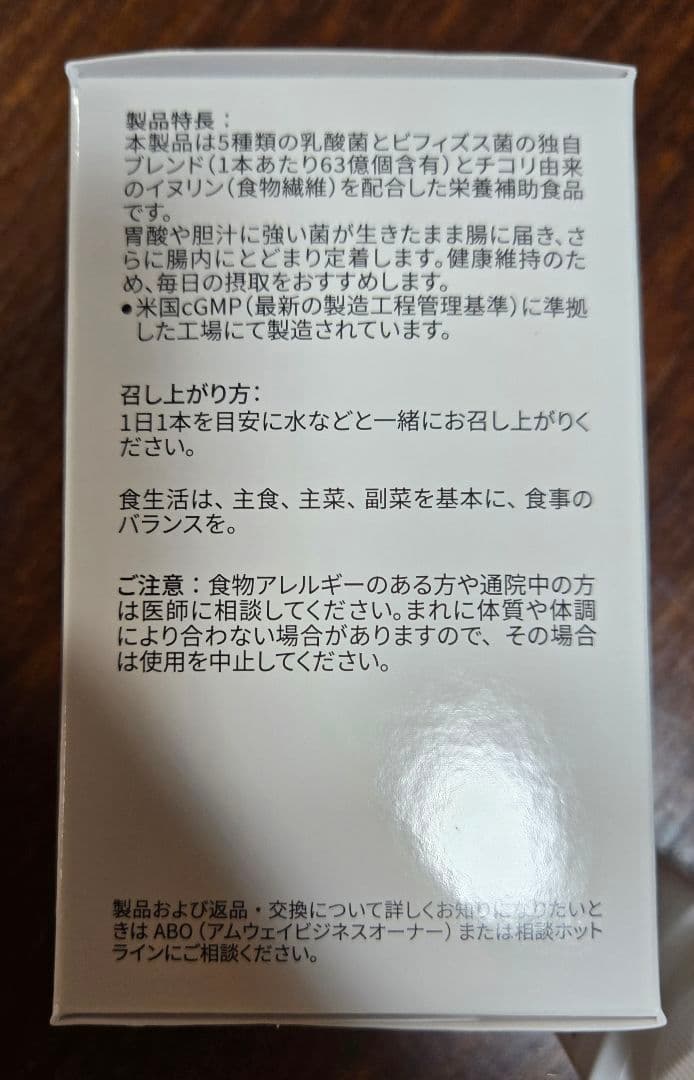 製品特長：
本製品は5種類の乳酸菌とビフィズス菌の独自
ブレンド（1本あたり63億個含有）とチコリ由来
のイヌリン（食物繊維）を配合した栄養補助食品
です。
胃酸や胆汁に強い菌が生きたまま腸に届き、さ
らに腸内にとどまり定着します。健康維持のた
め、毎日の摂取をおすすめします。
●米国cGMP（最新の製造工程管理基準）に準拠
した工場にて製造されています。
召し上がり方：
1日1本を目安に水などと一緒にお召し上がりく
ださい。
食生活は、主食、主菜、副菜を基本に、食事の
バランスを。
ご注意：食物アレルギーのある方や通院中の方
は医師に相談してください。まれに体質や体調
により合わない場合がありますので、その場合
は使用を中止してください。
製品および返品・交換について詳しくお知りになりたいと
きは ABO（アムウェイビジネスオーナー）または相談ホット
ラインにご相談ください。